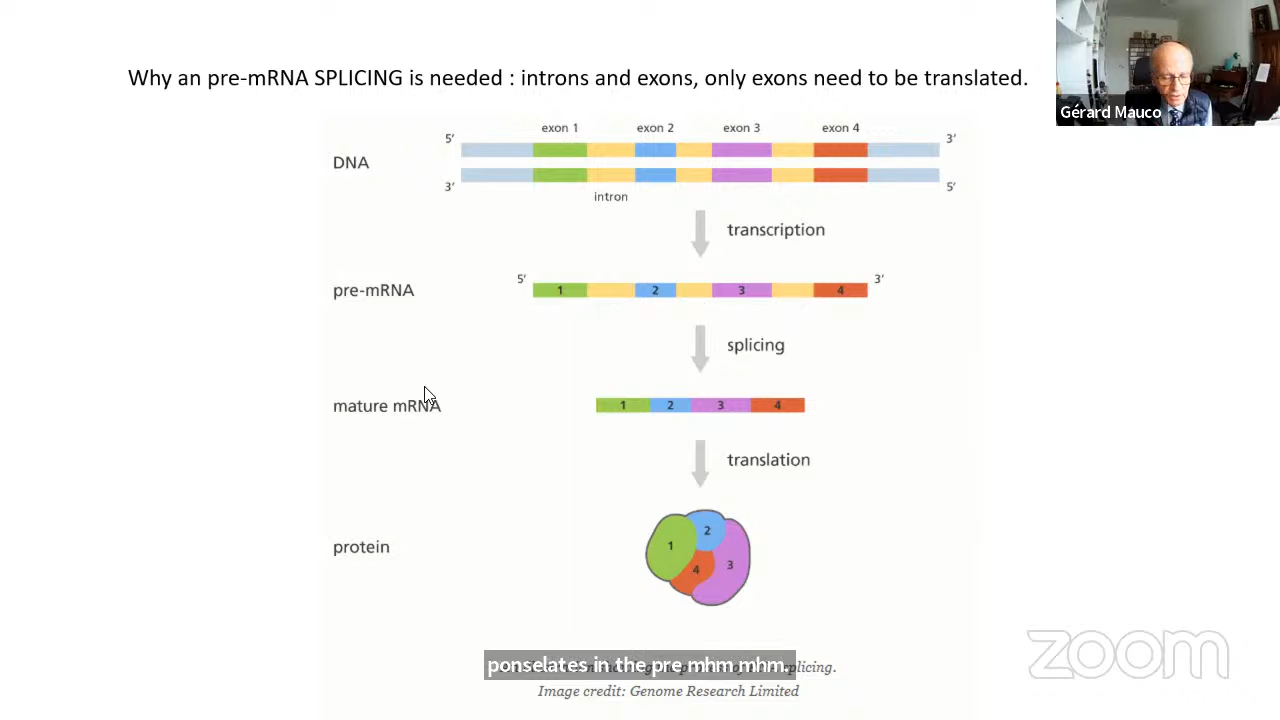 Why an pre-mRNA SPLICING is needed : introns and exons, only exons need to be translated.
Gérard Mauco
exon 1 exon 2 exon 3 exon 4
5’ 3’
DNA
3’ 5’
intron
transcription
5’ 3’
pre-mRNA 1 2 3 4
splicing
mature mRNA 1 2 3 4
translation
protein 1 2 3 4
ponselates in the pre mhm mhm.
splicing.
Image credit: Genome Research Limited
zoom